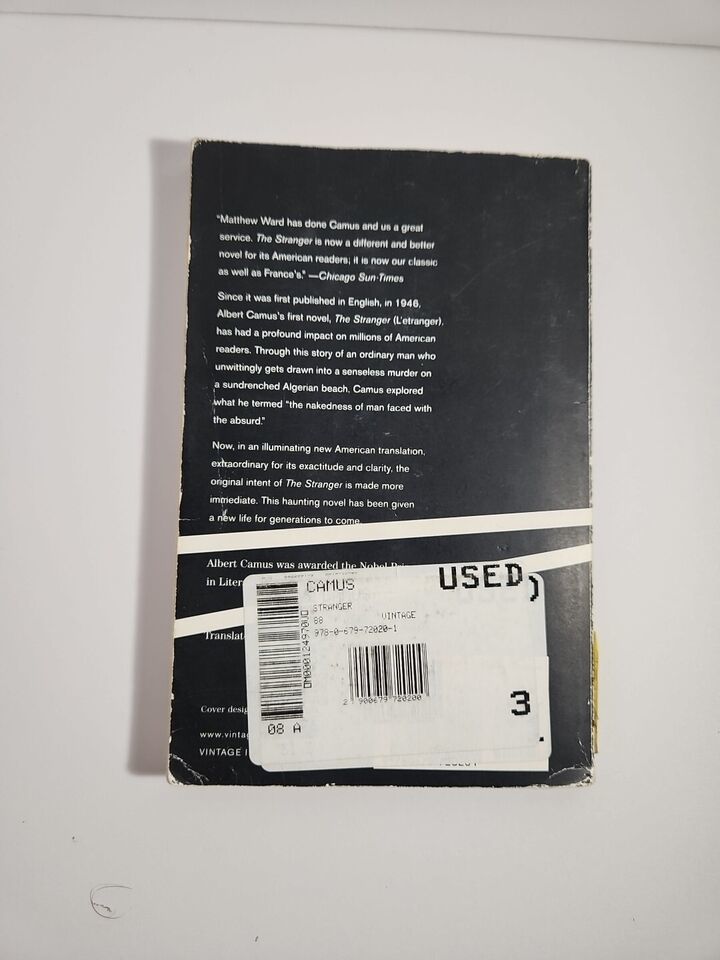 "Matthew Ward has done Camus and us a great
service. The Stranger is now a different and better
novel for its American readers; it is now our classic
as well as France's." —Chicago Sun-Times
Since it was first published in English, in 1946,
Albert Camus's first novel, The Stranger (L'etranger),
has had a profound impact on millions of American
readers. Through this story of an ordinary man who
unwittingly gets drawn into a senseless murder on
a sundrenched Algerian beach, Camus explored
what he termed "the nakedness of man faced with
the absurd."
Now, in an illuminating new American translation,
extraordinary for its exactitude and clarity, the
original intent of The Stranger is made more
immediate. This haunting novel has been given
a new life for generations to come.
Albert Camus was awarded the Nobel
in Liter
Translat
Cover desig
www.vinta
VINTAGE
CAMUS
USED
STRANGER
88 VINTAGE
978-0-679-72020-1
2 900679 720200
3
08 A